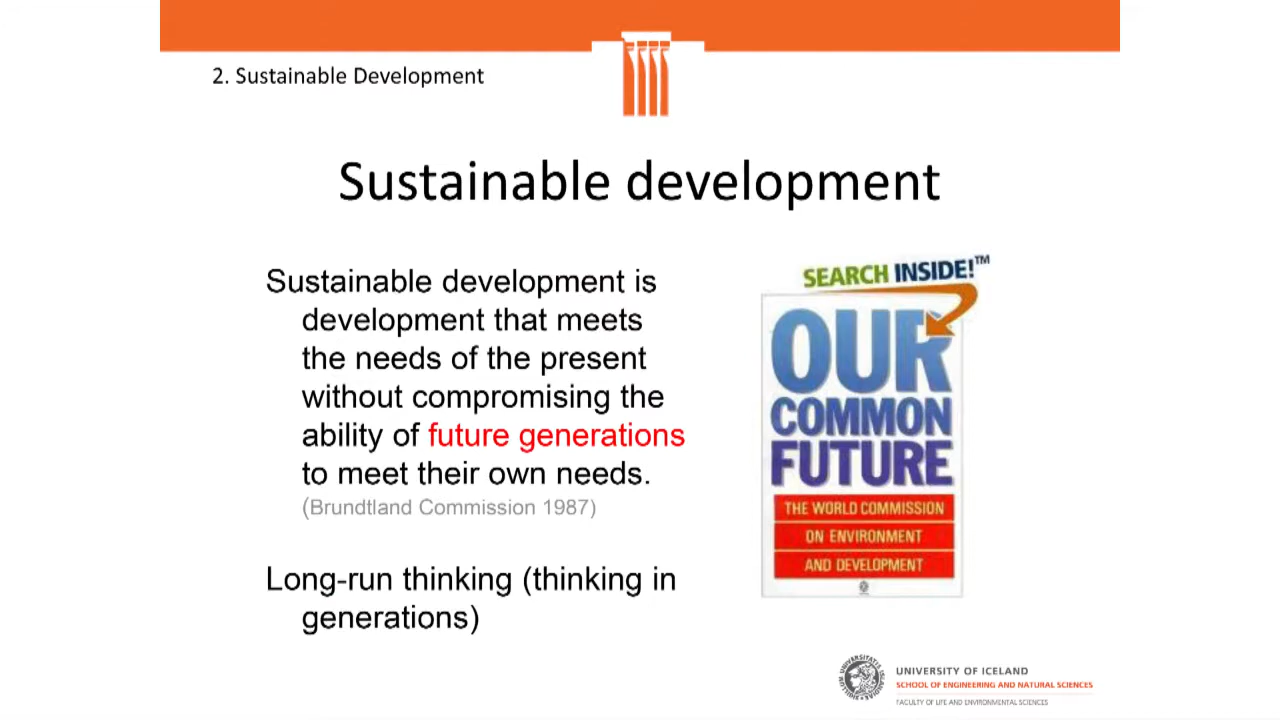 2. Sustainable Development
Sustainable development
Sustainable development is
development that meets
the needs of the present
without compromising the
ability of future generations
to meet their own needs.
(Brundtland Commission 1987)
Long-run thinking (thinking in
generations)
SEARCH INSIDE!™
OUR
COMMON
FUTURE
THE WORLD COMMISSION
ON ENVIRONMENT
AND DEVELOPMENT
UNIVERSITY OF ICELAND
SCHOOL OF ENGINEERING AND NATURAL SCIENCES
FACULTY OF LIFE AND ENVIRONMENTAL SCIENCES